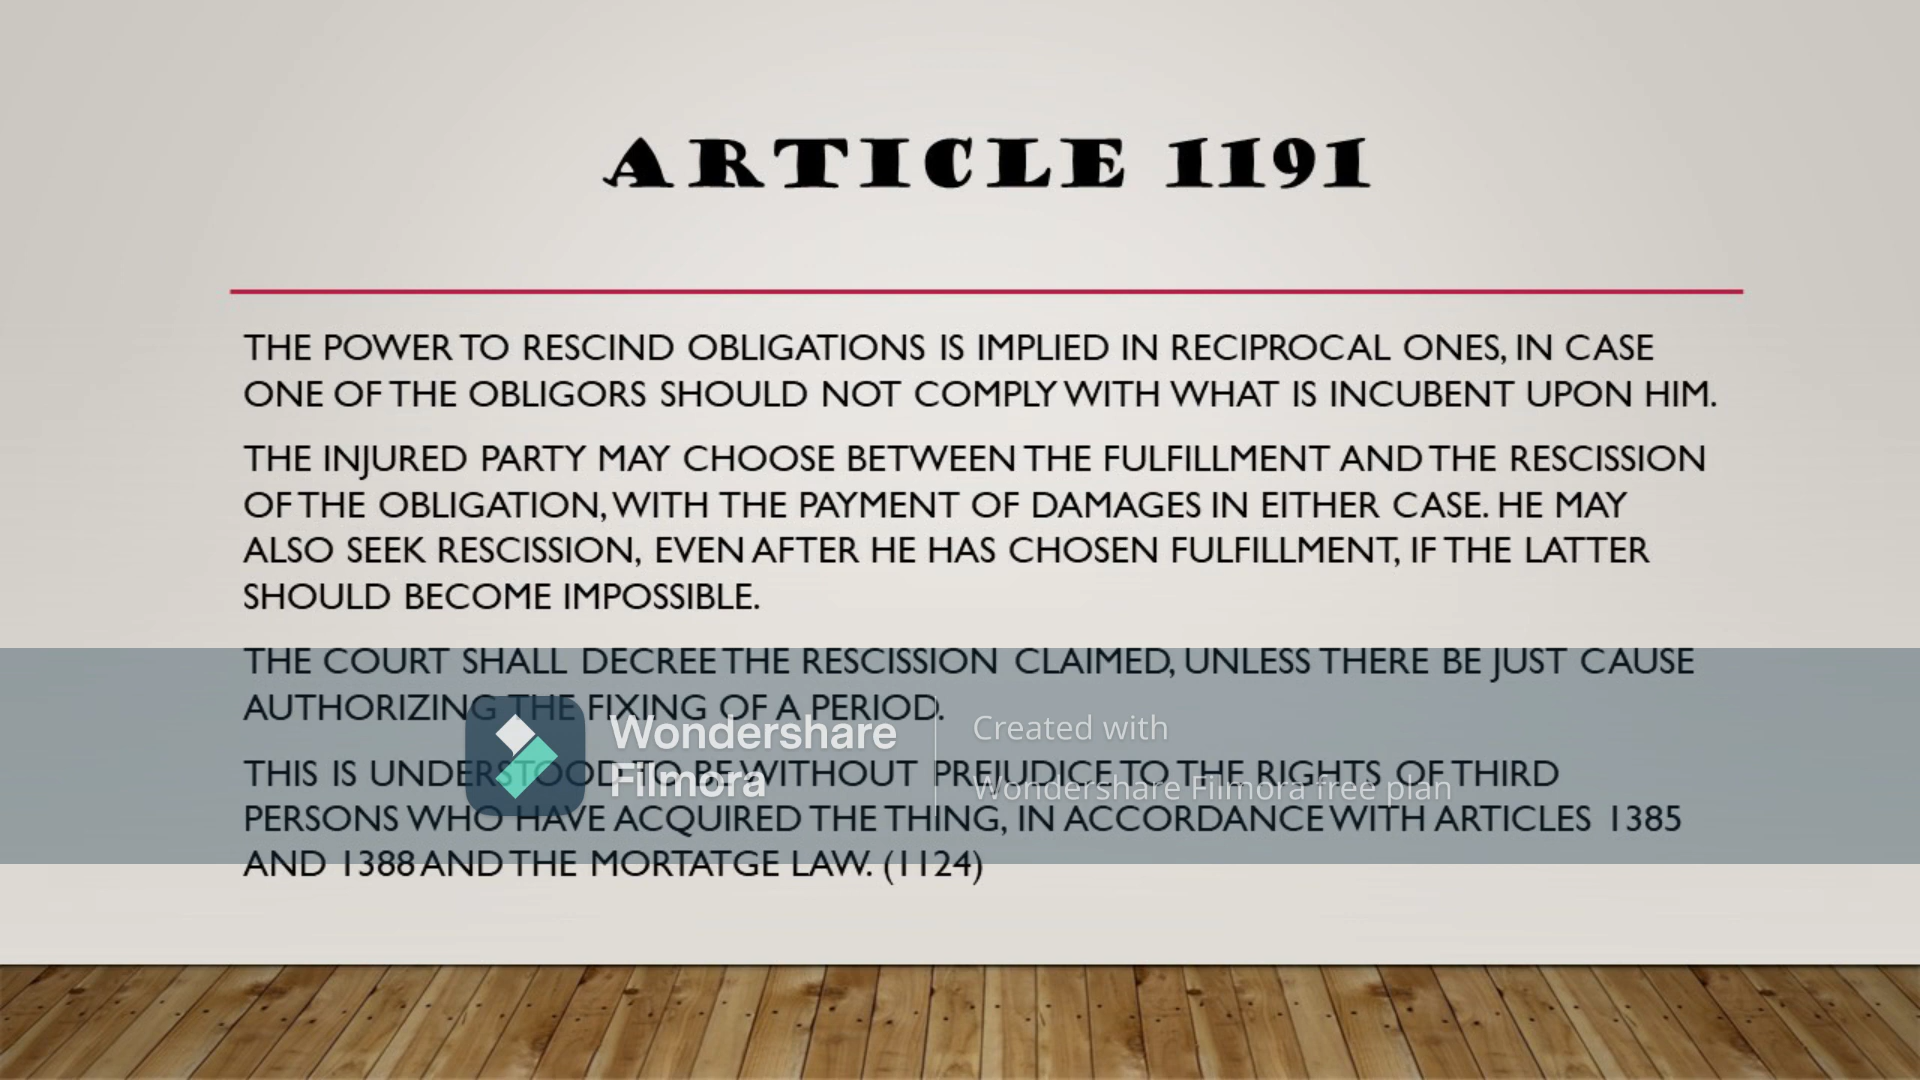 ARTICLE 1191
THE POWER TO RESCIND OBLIGATIONS IS IMPLIED IN RECIPROCAL ONES, IN CASE
ONE OF THE OBLIGORS SHOULD NOT COMPLY WITH WHAT IS INCUBENT UPON HIM.
THE INJURED PARTY MAY CHOOSE BETWEEN THE FULFILLMENT AND THE RESCISSION
OF THE OBLIGATION, WITH THE PAYMENT OF DAMAGES IN EITHER CASE. HE MAY
ALSO SEEK RESCISSION, EVEN AFTER HE HAS CHOSEN FULFILLMENT, IF THE LATTER
SHOULD BECOME IMPOSSIBLE.
THE COURT SHALL DECREE THE RESCISSION CLAIMED, UNLESS THERE BE JUST CAUSE
AUTHORIZING THE FIXING OF A PERIOD.
THIS IS UNDERSTOOD TO BE WITHOUT PREJUDICE TO THE RIGHTS OF THIRD
PERSONS WHO HAVE ACQUIRED THE THING, IN ACCORDANCE WITH ARTICLES 1385
AND 1388 AND THE MORTATGE LAW. (1124)
Wondershare
Filmora
Created with
Wondershare Filmora free plan